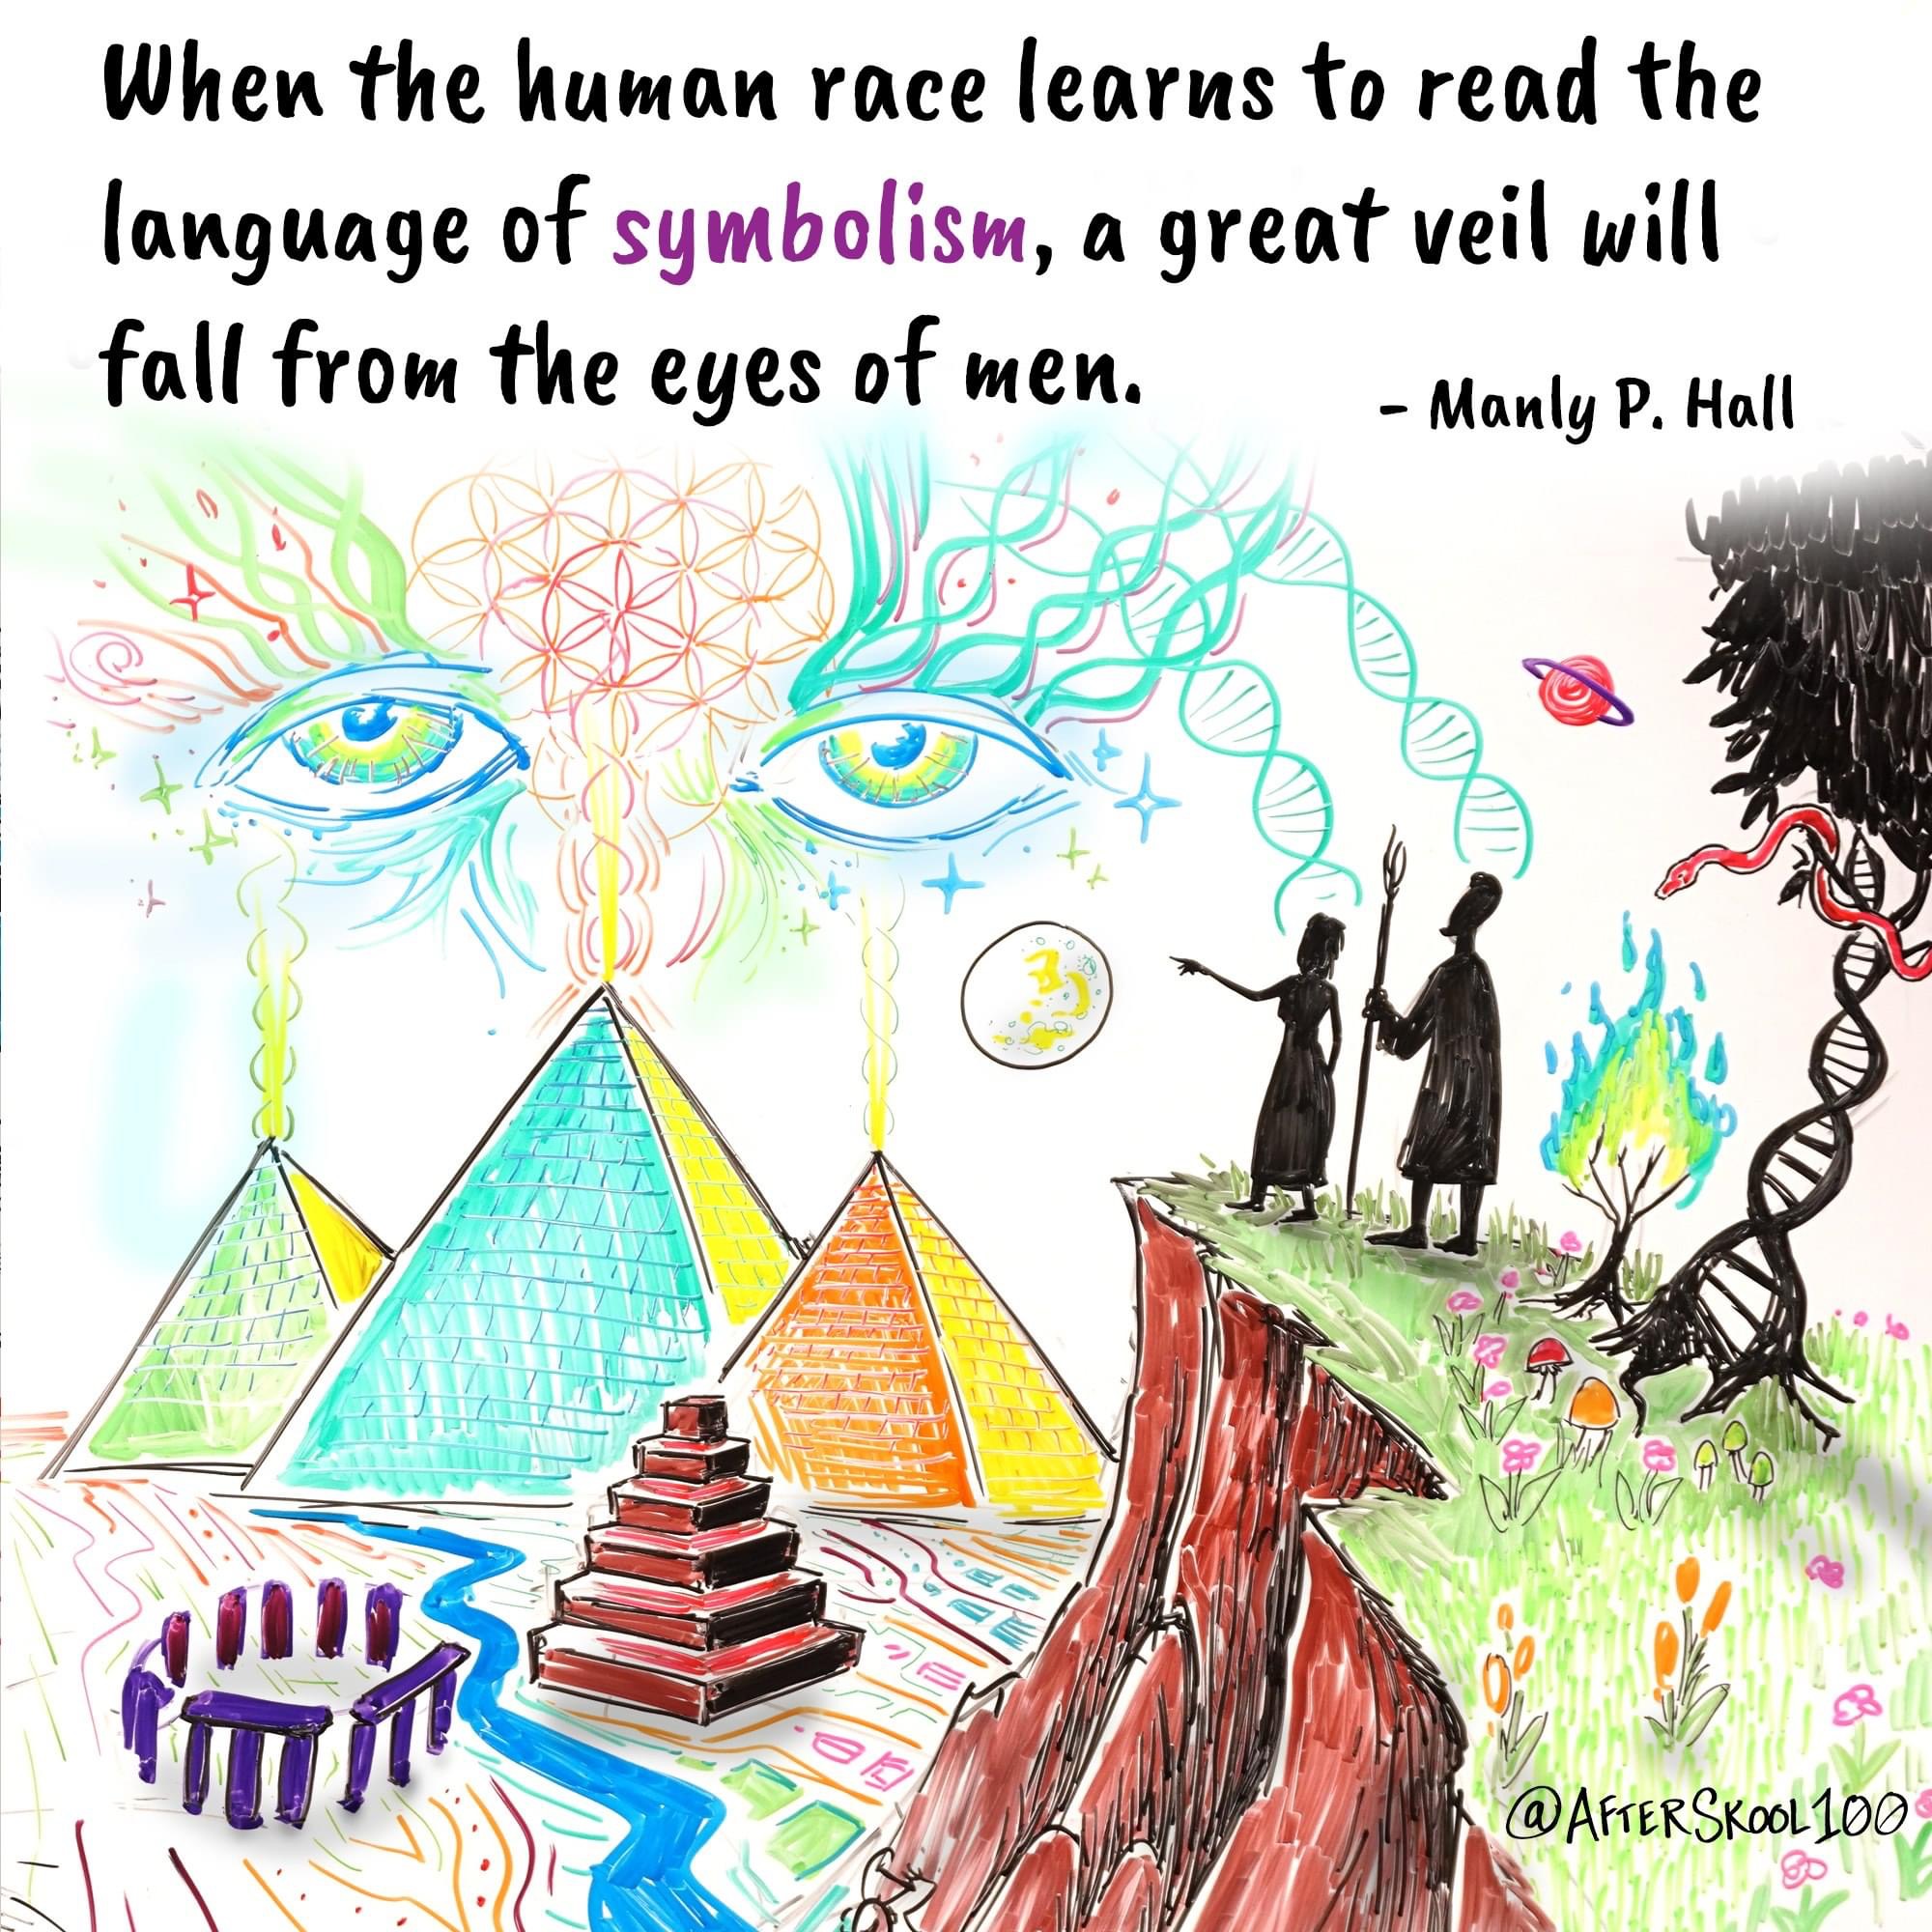 When the human race learns to read the
language of symbolism, a great veil will
fall from the eyes of men.
- Manly P. Hall
@AFTERSKOOL100